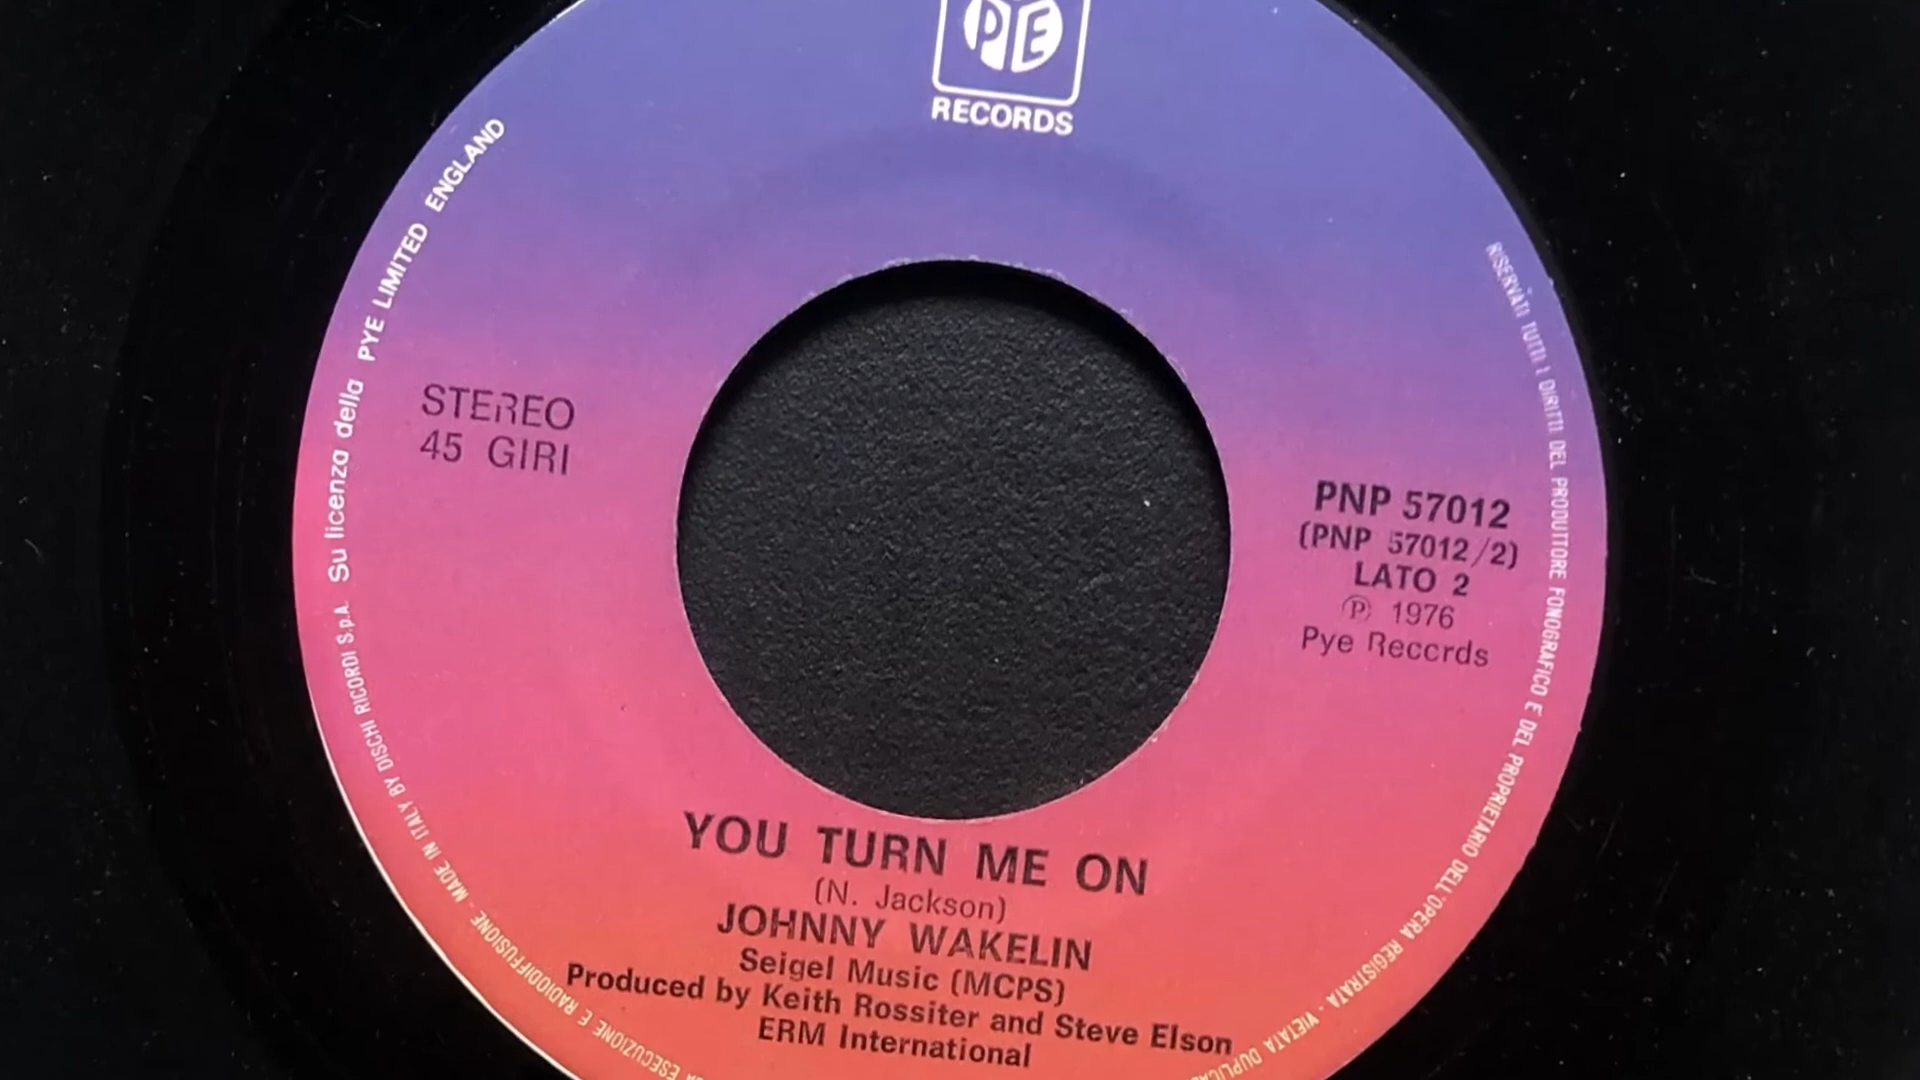 PYE
RECORDS
STEREO
45 GIRI
PNP 57012
(PNP 57012/2)
LATO 2
Ⓟ 1976
Pye Records
YOU TURN ME ON
(N. Jackson)
JOHNNY WAKELIN
Seigel Music (MCPS)
Produced by Keith Rossiter and Steve Elson
ERM International
RISERVATI TUTTI I DIRITTI DEL PRODUTTORE FONOGRAFICO E DEL PROPRIETARIO DELL'OPERA REGISTRATA - VIETATA
ESECUZIONE E RADIODIFFUSIONE - MADE IN ITALY BY DISCHI RICORDI S.p.A. Su licenza della PYE LIMITED ENGLAND